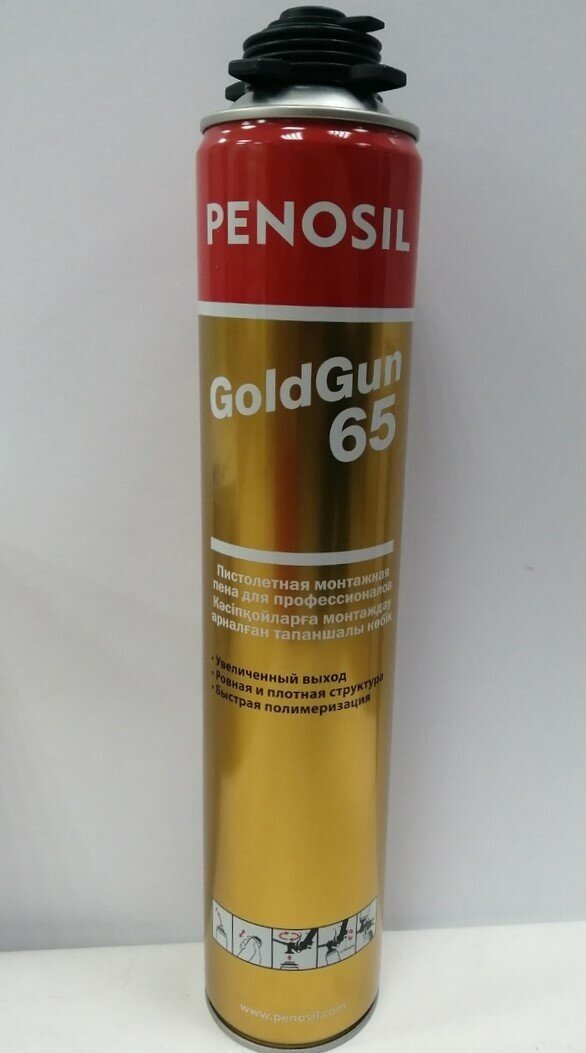 PENOSIL
GoldGun
65
Пистолетная монтажная
пена для профессионалов
Кәсіпқойларға монтаждау
арналған тапаншалы көбік
• Увеличенный выход
• Ровная и плотная структура
• Быстрая полимеризация
www.penosil.com